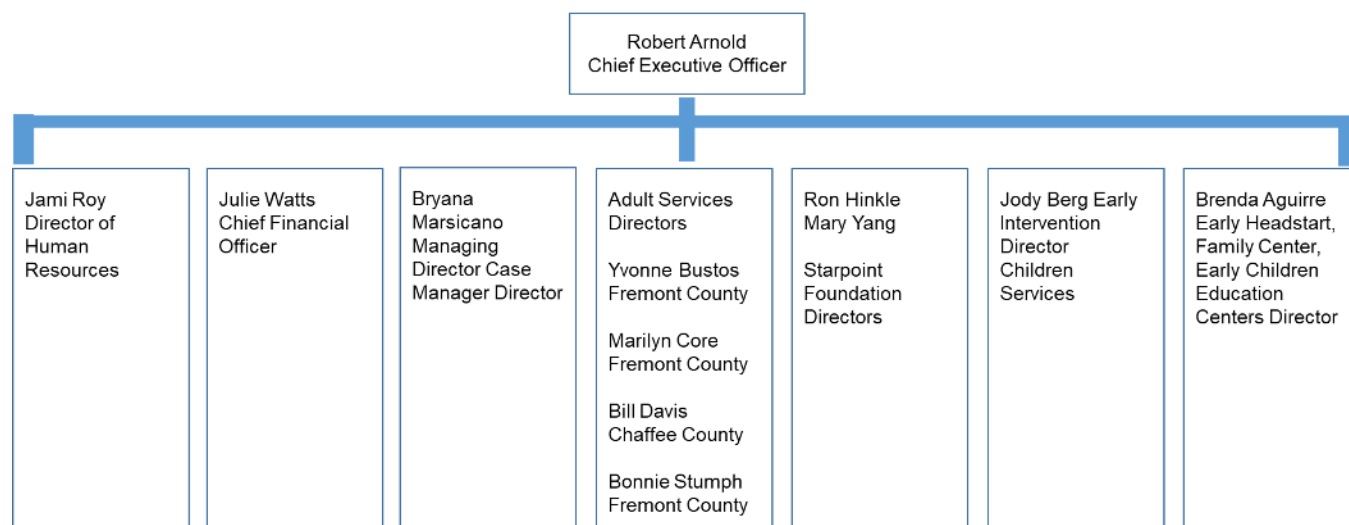 Robert Arnold
Chief Executive Officer
Jami Roy
Director of
Human
Resources
Julie Watts
Chief Financial
Officer
Bryana
Marsicano
Managing
Director Case
Manager Director
Adult Services
Directors
Yvonne Bustos
Fremont County
Marilyn Core
Fremont County
Bill Davis
Chaffee County
Bonnie Stumph
Fremont County
Ron Hinkle
Mary Yang
Starpoint
Foundation
Directors
Jody Berg Early
Intervention
Director
Children
Services
Brenda Aguirre
Early Headstart,
Family Center,
Early Children
Education
Centers Director